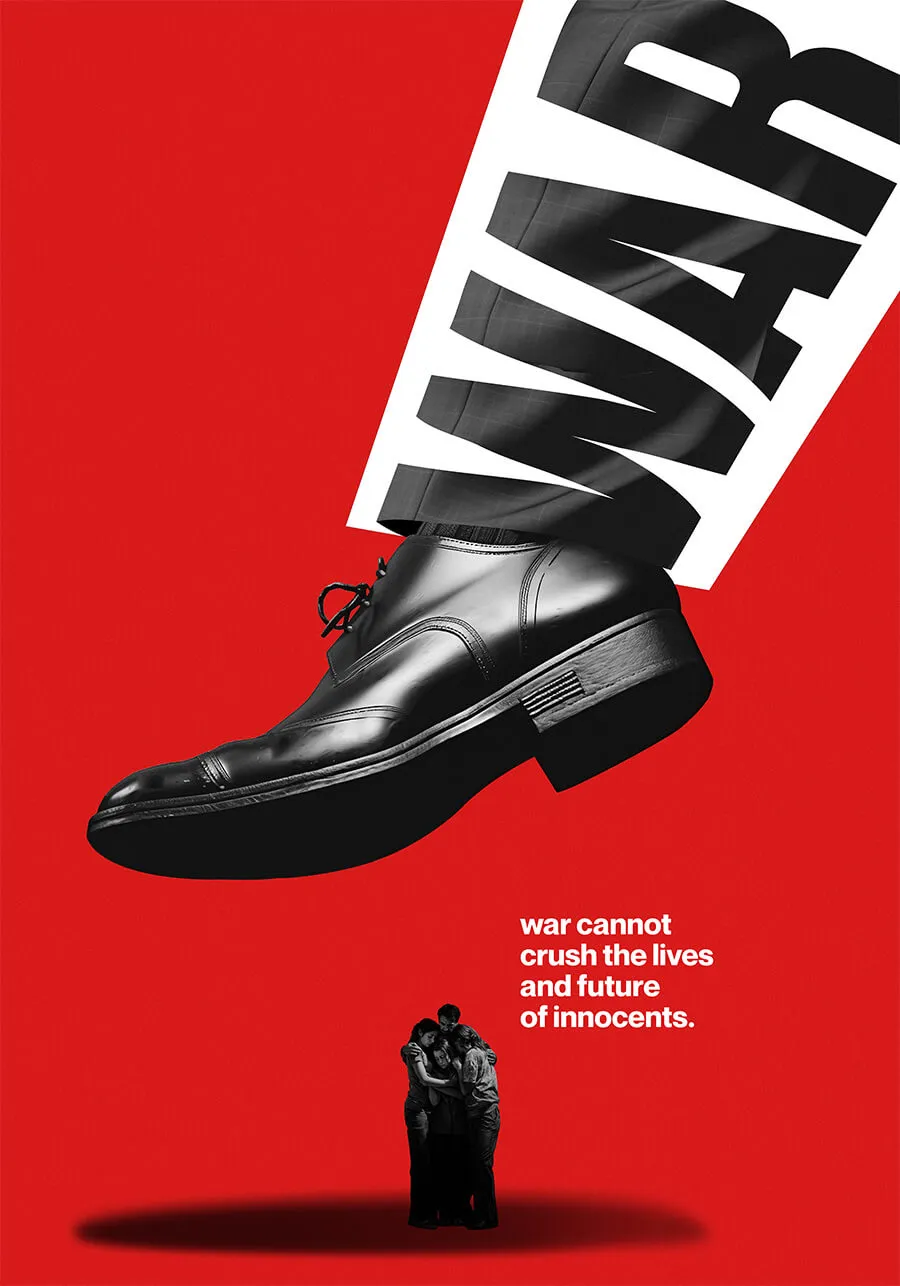 WAR
war cannot
crush the lives
and future
of innocents.